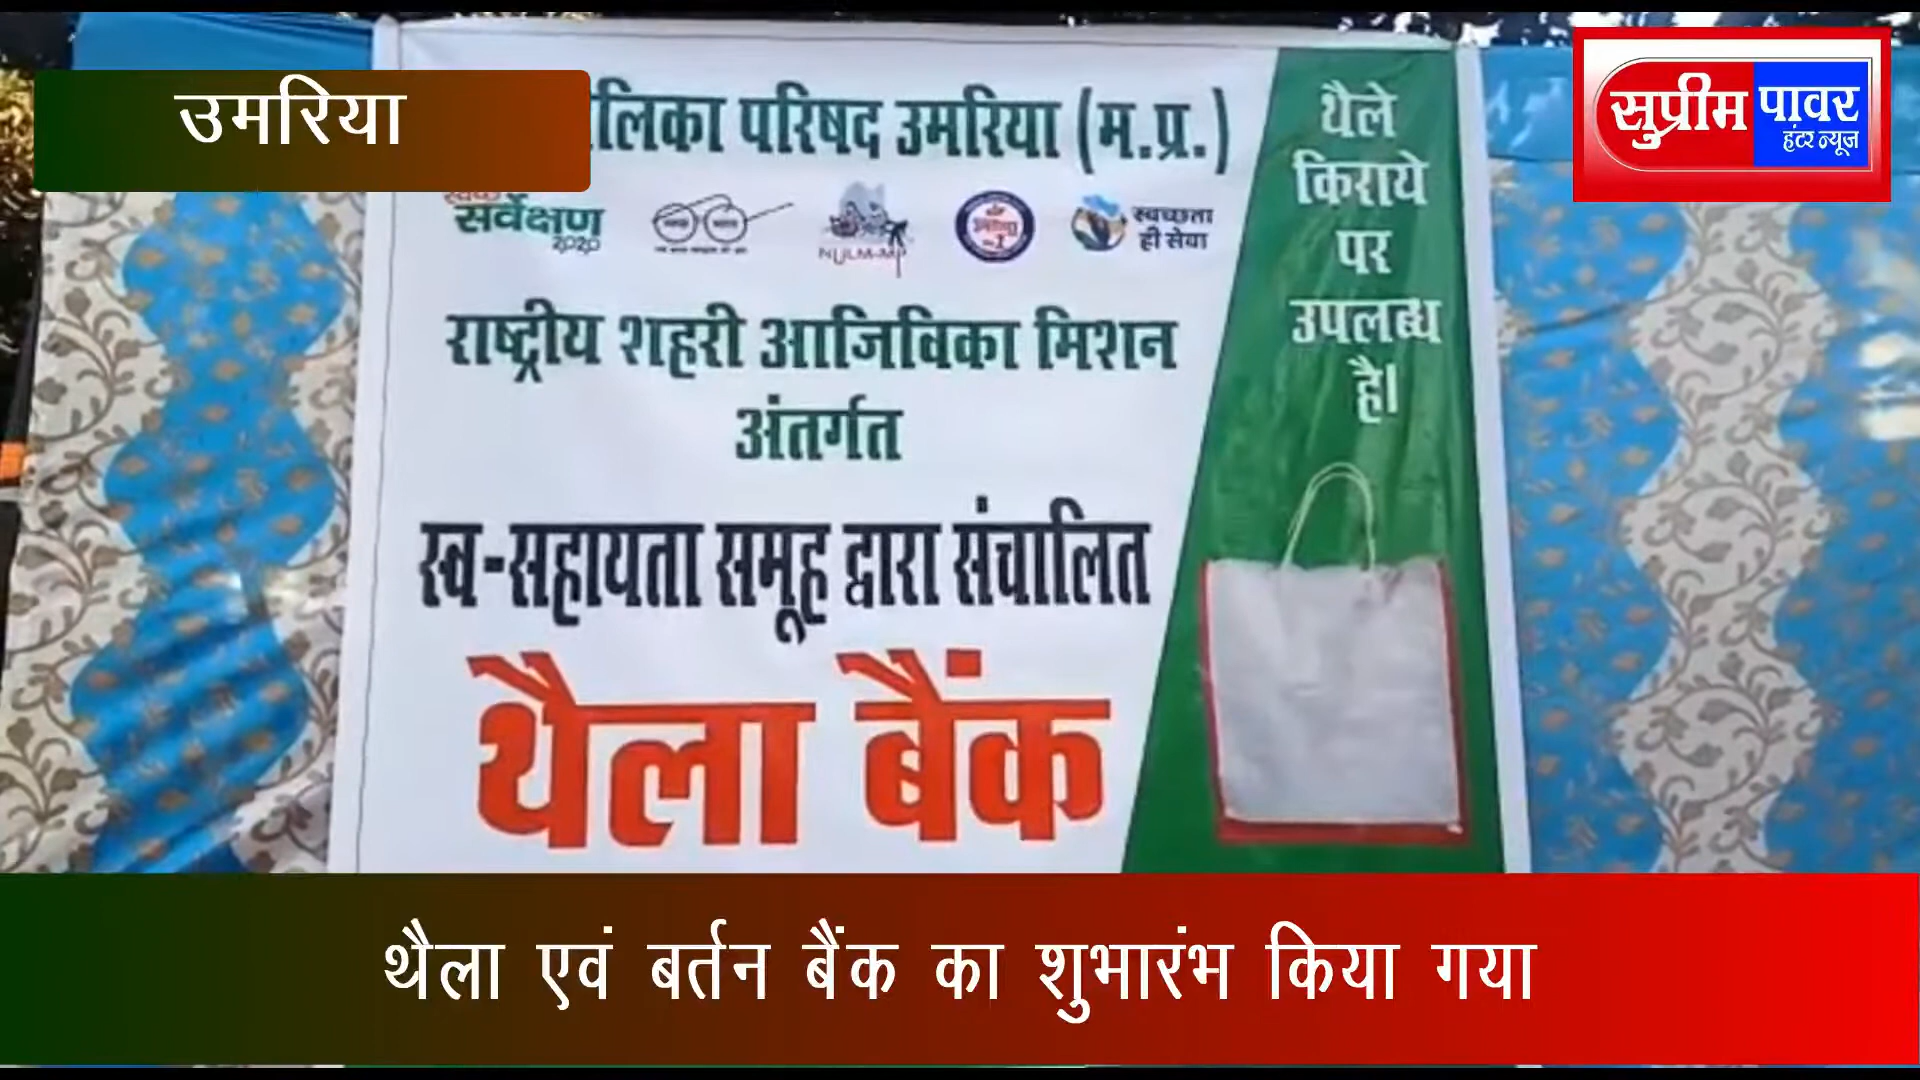 उमरिया
लिका परिषद उमरिया (म.प्र.)
सर्वेक्षण
2020
NULM-MP
स्वच्छता
ही सेवा
राष्ट्रीय शहरी आजिविका मिशन
अंतर्गत
स्व-सहायता समूह द्वारा संचालित
थैला बैंक
थैले
किराये
पर
उपलब्ध
है।
सुप्रीम पावर
हंटर न्यूज
थैला एवं बर्तन बैंक का शुभारंभ किया गया